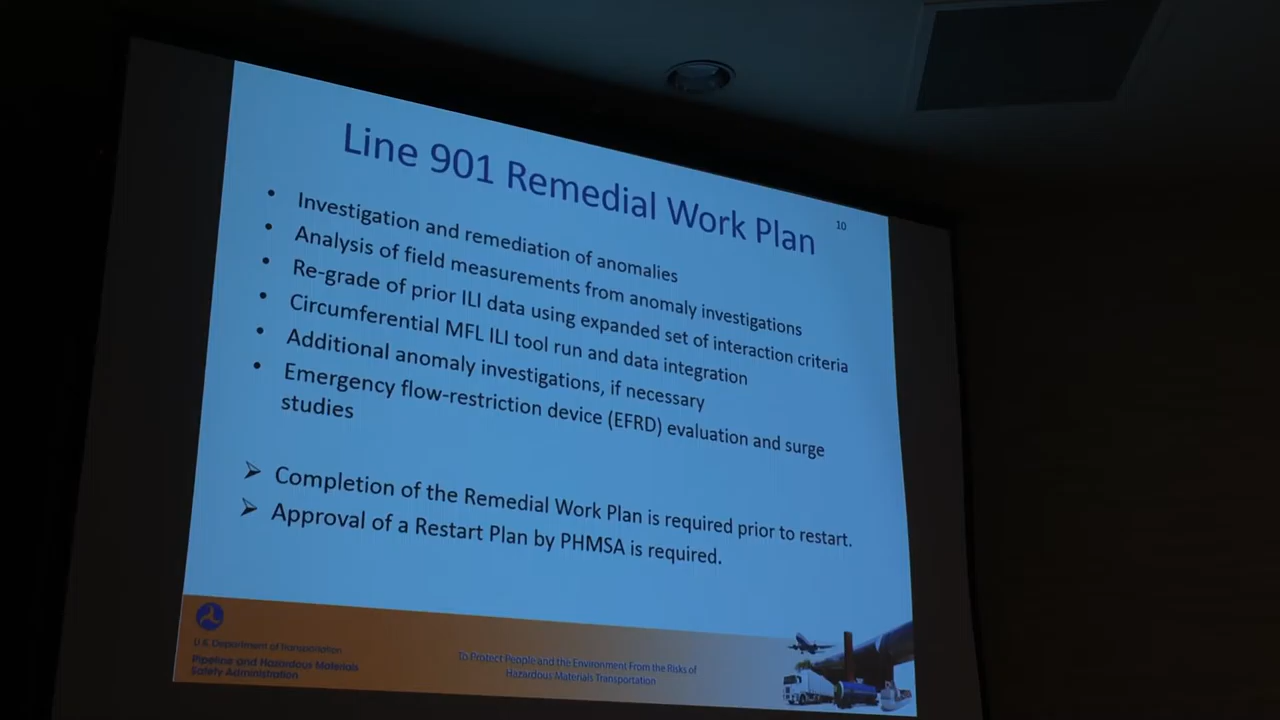 Line 901 Remedial Work Plan
10
• Investigation and remediation of anomalies
• Analysis of field measurements from anomaly investigations
• Re-grade of prior ILI data using expanded set of interaction criteria
• Circumferential MFL ILI tool run and data integration
• Additional anomaly investigations, if necessary
• Emergency flow-restriction device (EFRD) evaluation and surge
studies
➢ Completion of the Remedial Work Plan is required prior to restart.
➢ Approval of a Restart Plan by PHMSA is required.
U.S. Department of Transportation
Pipeline and Hazardous Materials
Safety Administration
To Protect People and the Environment From the Risks of
Hazardous Materials Transportation